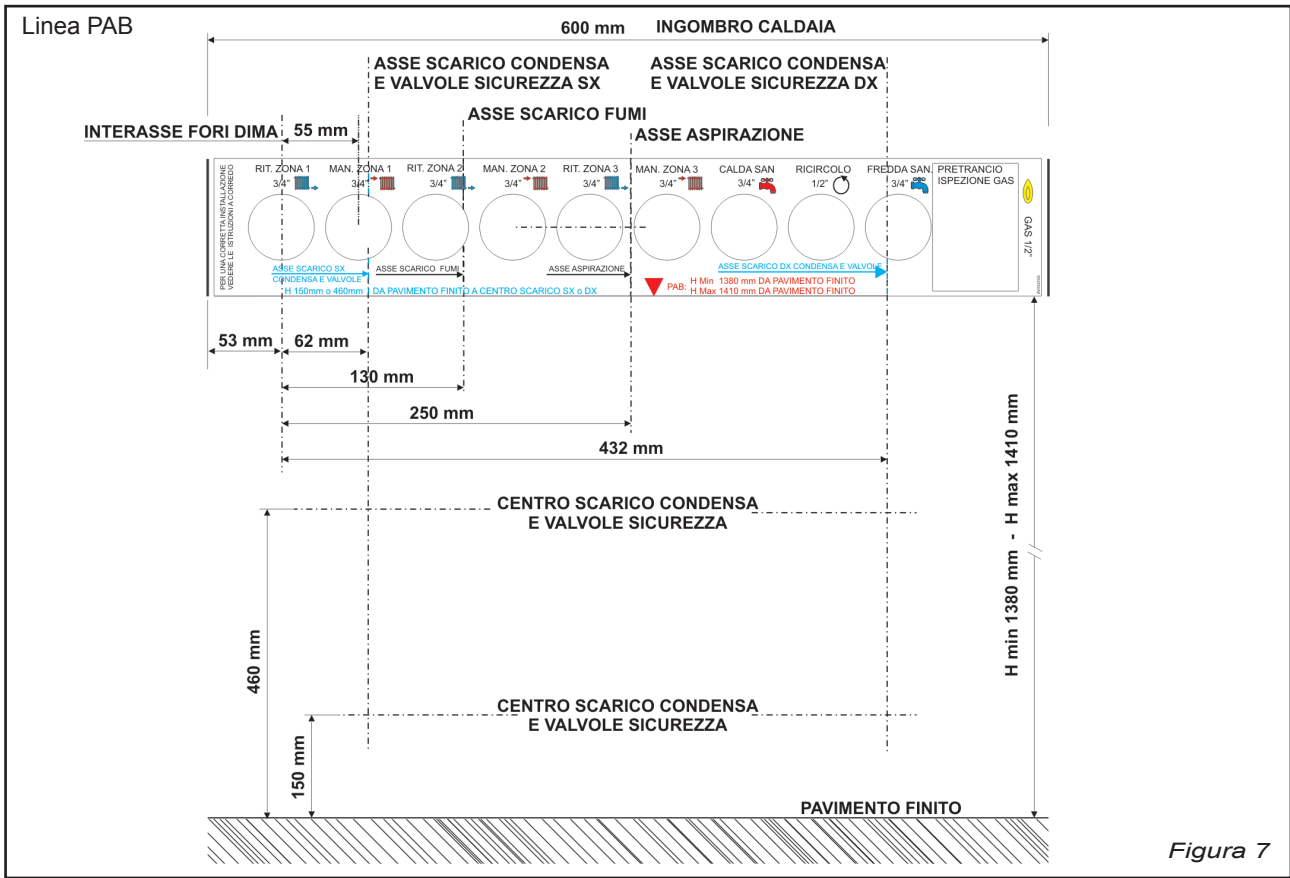 Linea PAB
600 mm INGOMBRO CALDAIA
ASSE SCARICO CONDENSA
E VALVOLE SICUREZZA SX
ASSE SCARICO CONDENSA
E VALVOLE SICUREZZA DX
ASSE SCARICO FUMI
INTERASSE FORI DIMA 55 mm
ASSE ASPIRAZIONE
PER UNA CORRETTA INSTALLAZIONE
VEDERE LE ISTRUZIONI A CORREDO
RIT. ZONA 1
3/4"
MAN. ZONA 1
3/4"
RIT. ZONA 2
3/4"
MAN. ZONA 2
3/4"
RIT. ZONA 3
3/4"
MAN. ZONA 3
3/4"
CALDA SAN
3/4"
RICIRCOLO
1/2"
FREDDA SAN.
3/4"
PRETRANCIO
ISPEZIONE GAS
GAS 1/2"
ASSE SCARICO SX
CONDENSA E VALVOLE
ASSE SCARICO FUMI
ASSE ASPIRAZIONE
ASSE SCARICO DX CONDENSA E VALVOLE
H 150mm o 460mm DA PAVIMENTO FINITO A CENTRO SCARICO SX o DX
PAB: H Min 1380 mm DA PAVIMENTO FINITO
H Max 1410 mm DA PAVIMENTO FINITO
53 mm
62 mm
130 mm
250 mm
432 mm
CENTRO SCARICO CONDENSA
E VALVOLE SICUREZZA
460 mm
H min 1380 mm - H max 1410 mm
CENTRO SCARICO CONDENSA
E VALVOLE SICUREZZA
150 mm
PAVIMENTO FINITO
Figura 7